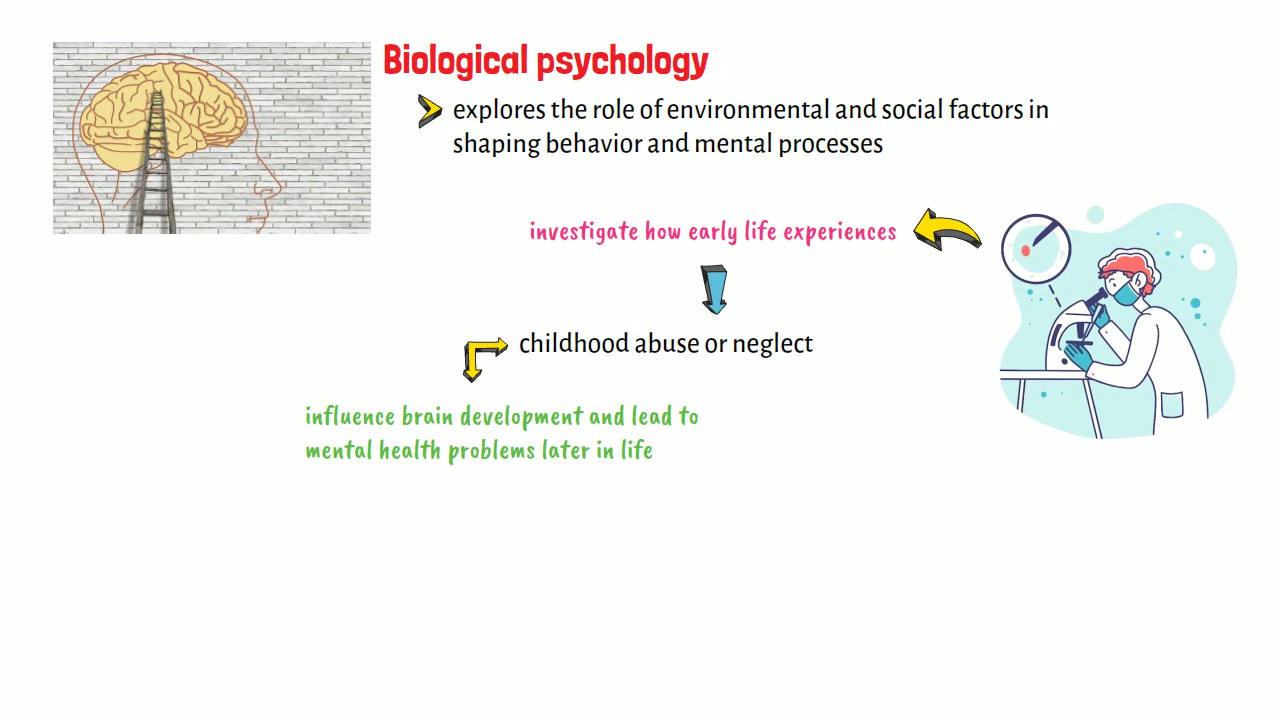 Biological psychology
explores the role of environmental and social factors in
shaping behavior and mental processes
investigate how early life experiences
childhood abuse or neglect
influence brain development and lead to
mental health problems later in life